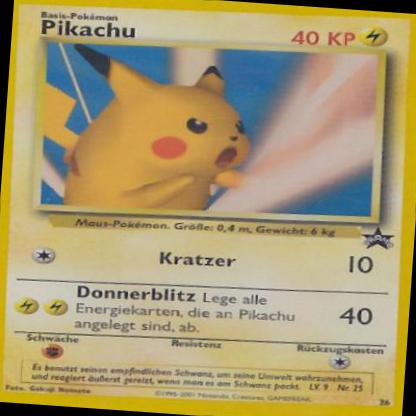 Basis-Pokémon
Pikachu 40 KP
Maus-Pokémon. Größe: 0,4 m, Gewicht: 6 kg
Kratzer 10
Donnerblitz Lege alle
Energiekarten, die an Pikachu
angelegt sind, ab. 40
Schwäche Resistenz Rückzugskosten
Es benutzt seinen empfindlichen Schwanz, um seine Umwelt wahrzunehmen,
und reagiert äußerst gereizt, wenn man es am Schwanz packt. LV. 9 Nr. 25
Foto. Gakuji Nomoto
©1995-2001 Nintendo, Creatures, GAMEFREAK.
26